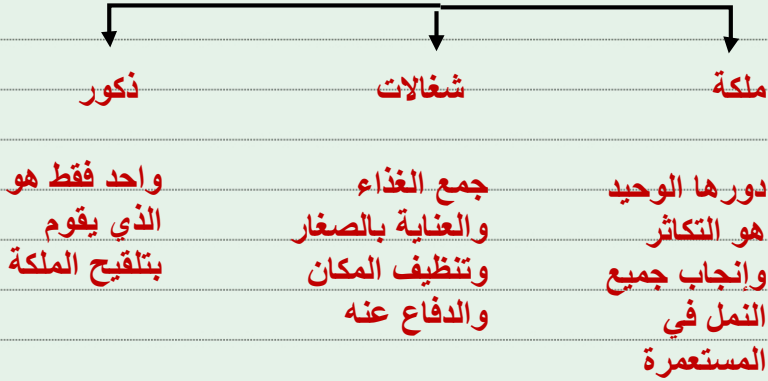 ملكة
شغالات
ذكور
دورها الوحيد
هو التكاثر
وإنجاب جميع
النمل في
المستعمرة
جمع الغذاء
والعناية بالصغار
وتنظيف المكان
والدفاع عنه
واحد فقط هو
الذي يقوم
بتلقيح الملكة